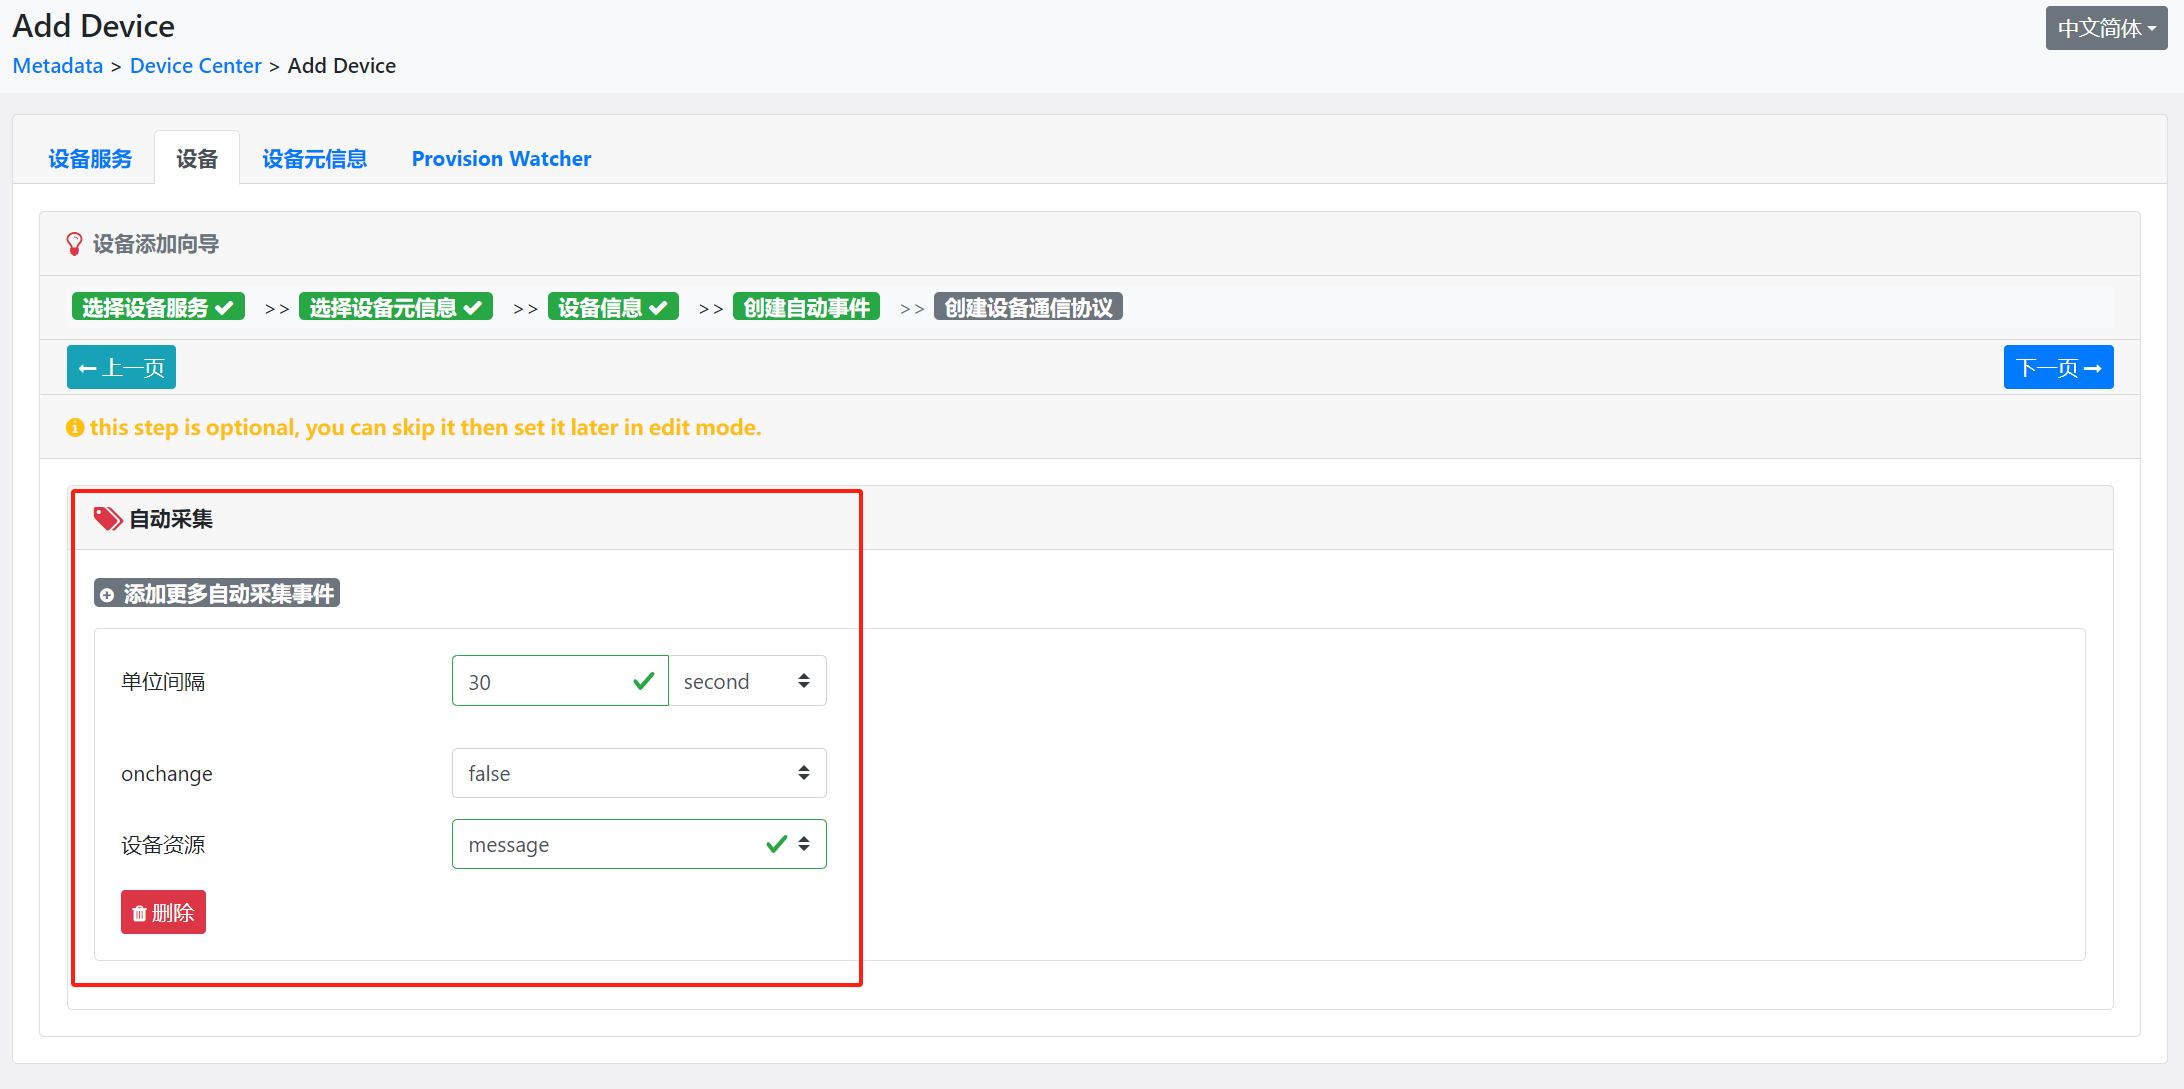 Add Device
中文简体
Metadata > Device Center > Add Device
设备服务 设备 设备元信息 Provision Watcher
设备添加向导
选择设备服务 >> 选择设备元信息 >> 设备信息 >> 创建自动事件 >> 创建设备通信协议
上一页 下一页
this step is optional, you can skip it then set it later in edit mode.
自动采集
添加更多自动采集事件
单位间隔 30 second
onchange false
设备资源 message
删除